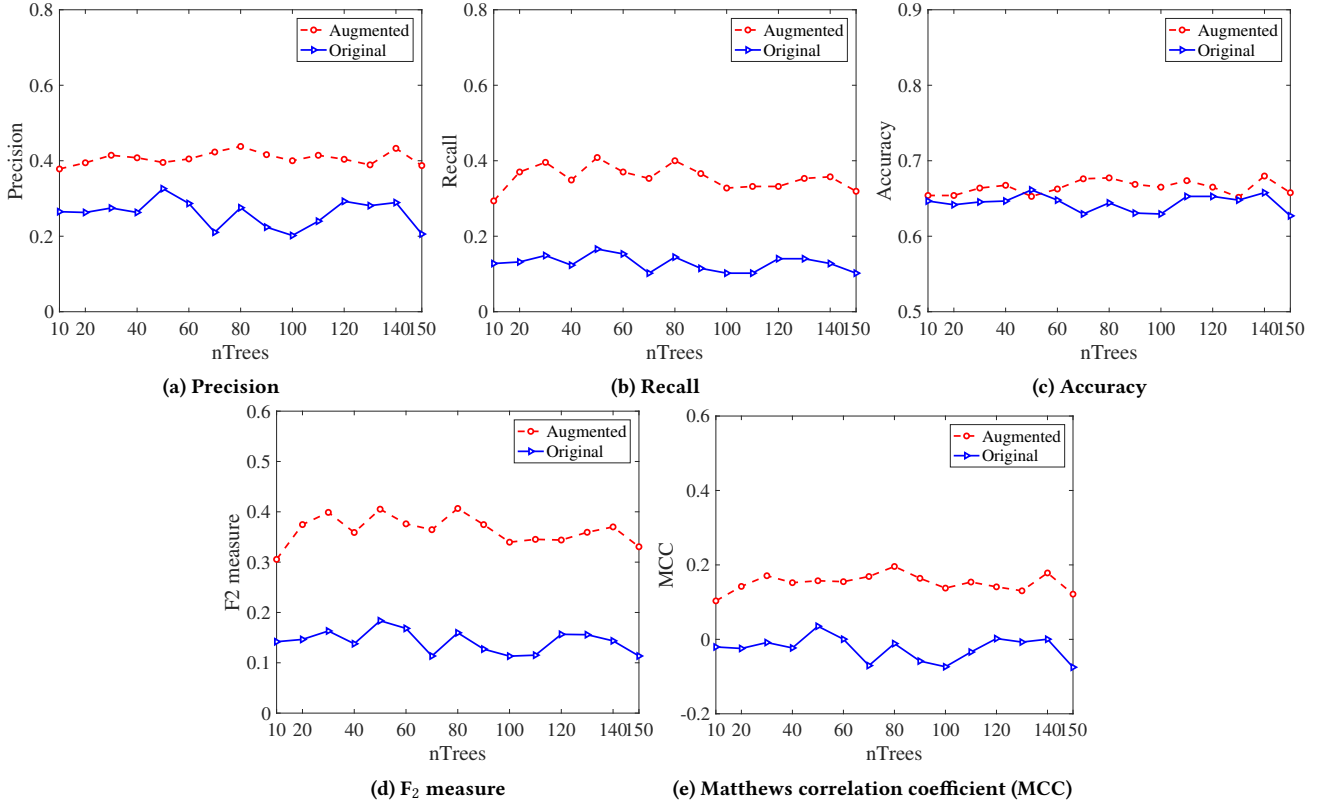 0.8
0.6
0.4
0.2
0
Precision
Augmented
Original
10 20 40 60 80 100 120 140150
nTrees
(a) Precision
0.8
0.6
0.4
0.2
0
Recall
Augmented
Original
10 20 40 60 80 100 120 140150
nTrees
(b) Recall
0.9
0.8
0.7
0.6
0.5
Accuracy
Augmented
Original
10 20 40 60 80 100 120 140150
nTrees
(c) Accuracy
0.6
0.5
0.4
0.3
0.2
0.1
0
F2 measure
Augmented
Original
10 20 40 60 80 100 120 140150
nTrees
(d) F₂ measure
0.6
0.4
0.2
0
-0.2
MCC
Augmented
Original
10 20 40 60 80 100 120 140150
nTrees
(e) Matthews correlation coefficient (MCC)